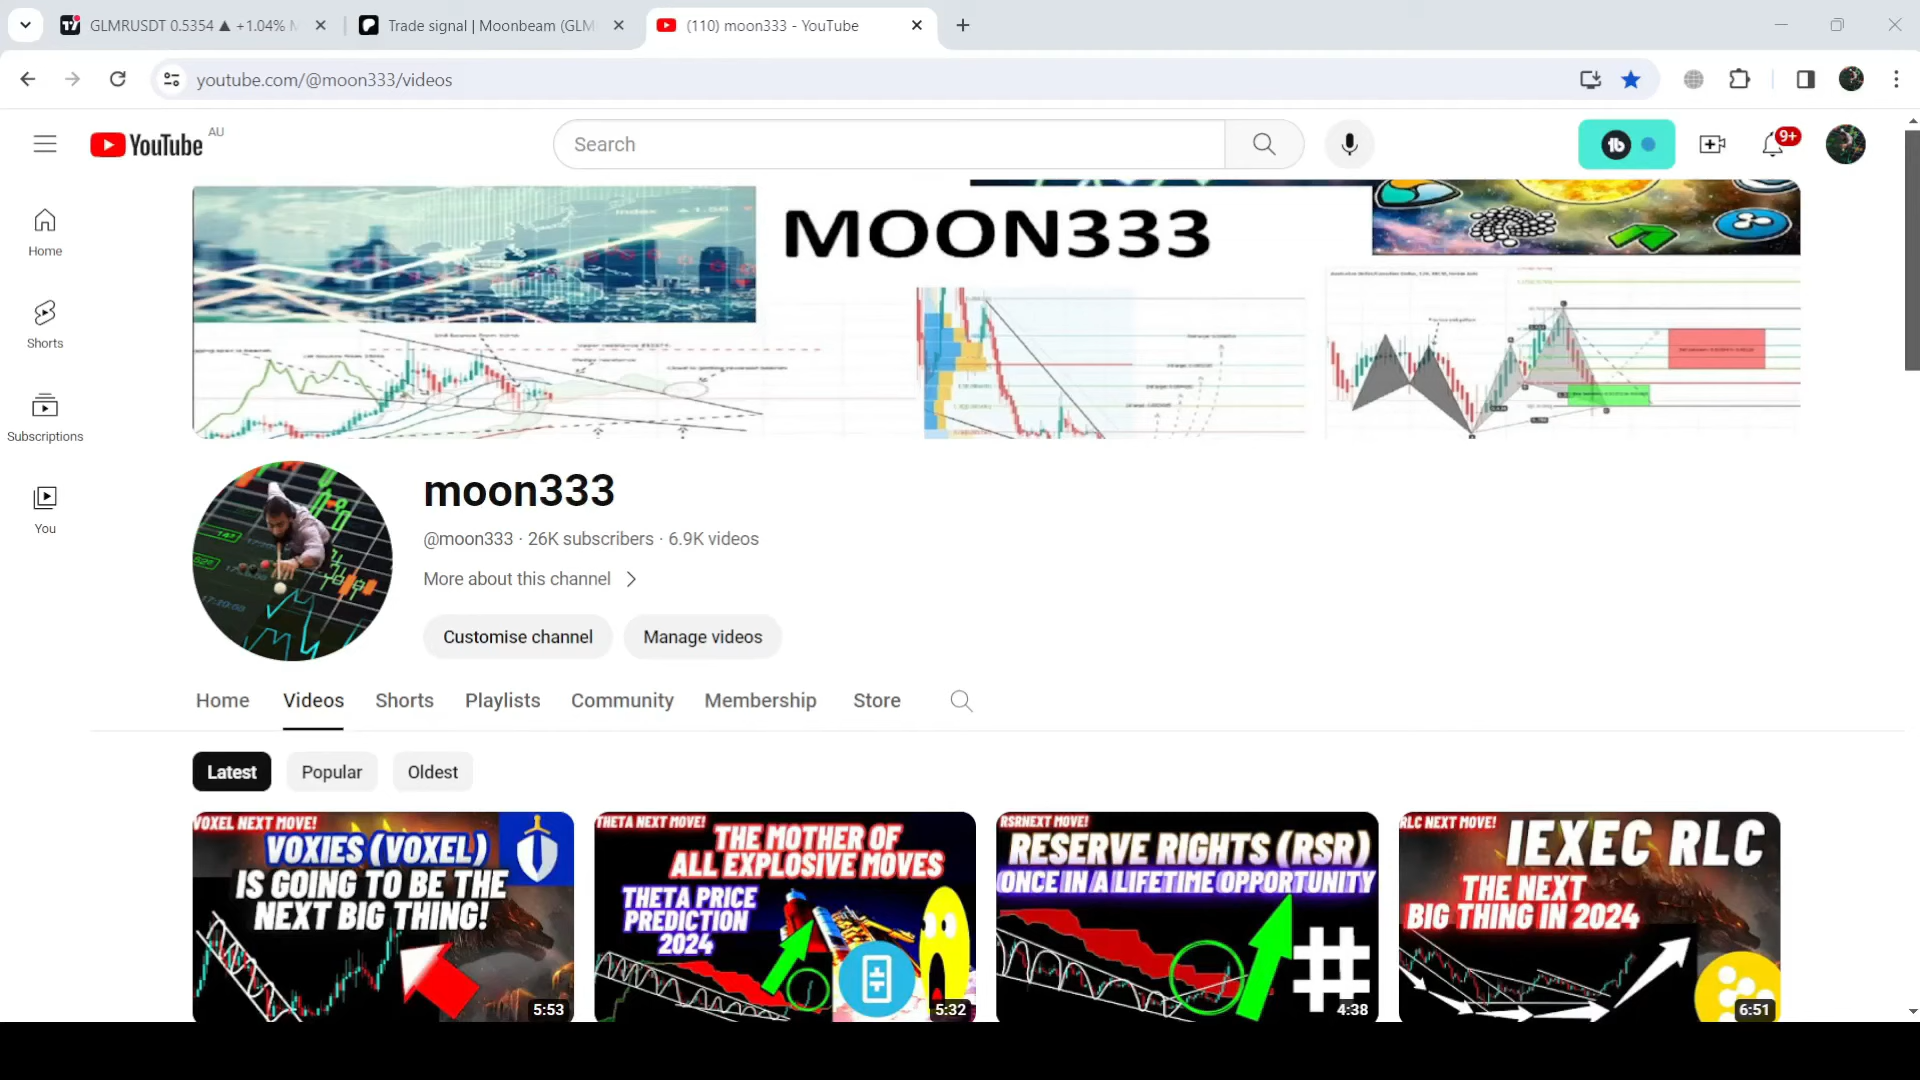 GLMRUSDT 0.5354 ▲ +1.04%
Trade signal | Moonbeam (GLM
(110) moon333 - YouTube
youtube.com/@moon333/videos
YouTube AU
Search
9+
Home
Shorts
Subscriptions
You
MOON333
moon333
@moon333 · 26K subscribers · 6.9K videos
More about this channel
Customise channel
Manage videos
Home
Videos
Shorts
Playlists
Community
Membership
Store
Latest
Popular
Oldest
VOXEL NEXT MOVE!
VOXIES (VOXEL)
IS GOING TO BE THE
NEXT BIG THING!
5:53
THETA NEXT MOVE!
THE MOTHER OF
ALL EXPLOSIVE MOVES
THETA PRICE
PREDICTION
2024
5:32
RSRNEXT MOVE!
RESERVE RIGHTS (RSR)
ONCE IN A LIFETIME OPPORTUNITY
4:38
RLC NEXT MOVE!
IEXEC RLC
THE NEXT
BIG THING IN 2024
6:51